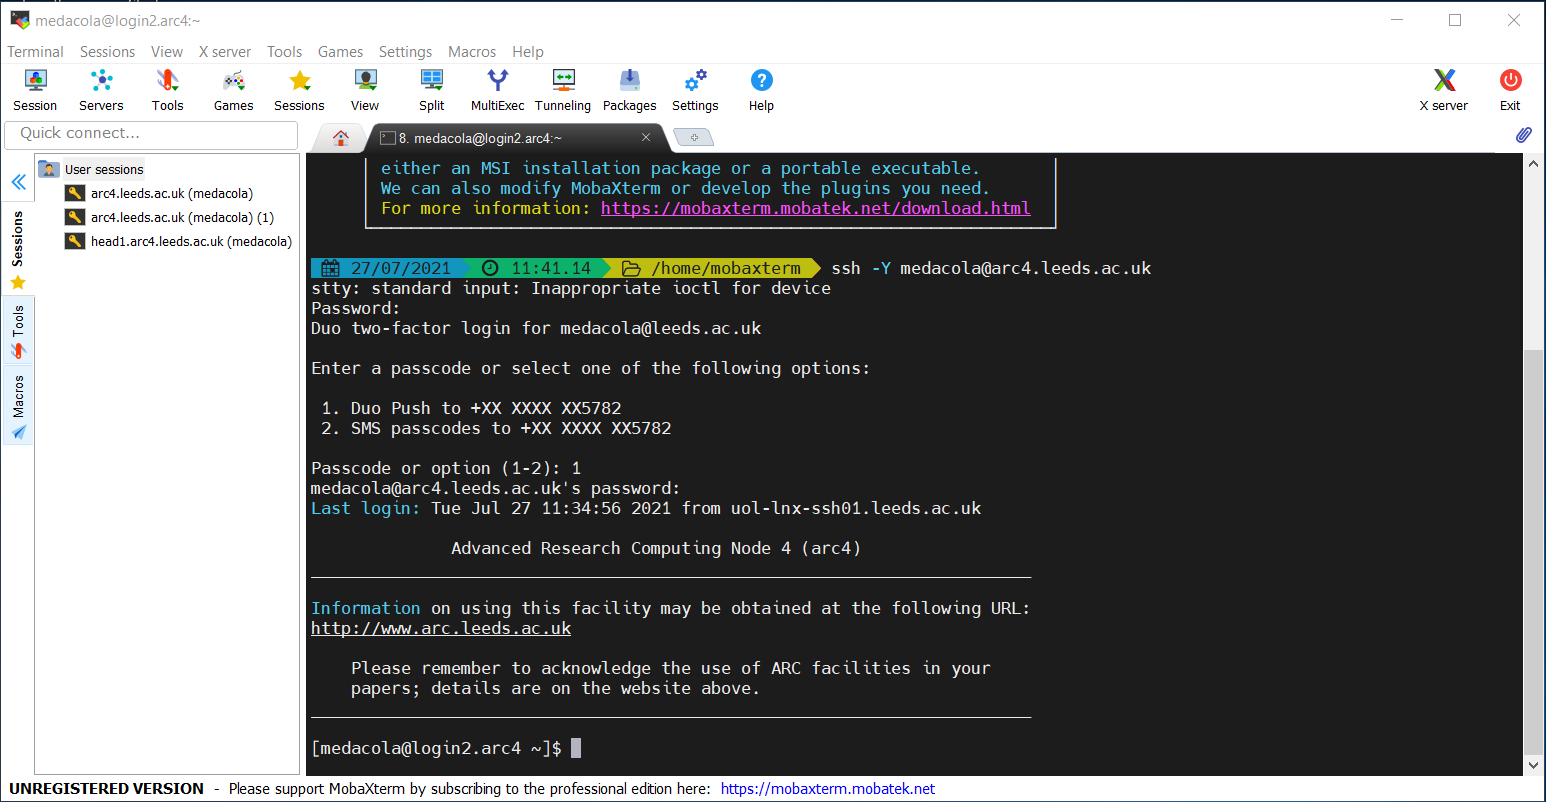 medacola@login2.arc4:~
Terminal Sessions View X server Tools Games Settings Macros Help
Session Servers Tools Games Sessions View Split MultiExec Tunneling Packages Settings Help X server Exit
Quick connect...
8. medacola@login2.arc4:~
User sessions
arc4.leeds.ac.uk (medacola)
arc4.leeds.ac.uk (medacola) (1)
head1.arc4.leeds.ac.uk (medacola)
Sessions
Tools
Macros
either an MSI installation package or a portable executable.
We can also modify MobaXterm or develop the plugins you need.
For more information: https://mobaxterm.mobatek.net/download.html
27/07/2021 11:41.14 /home/mobaxterm ssh -Y medacola@arc4.leeds.ac.uk
stty: standard input: Inappropriate ioctl for device
Password:
Duo two-factor login for medacola@leeds.ac.uk
Enter a passcode or select one of the following options:
1. Duo Push to +XX XXXX XX5782
2. SMS passcodes to +XX XXXX XX5782
Passcode or option (1-2): 1
medacola@arc4.leeds.ac.uk's password:
Last login: Tue Jul 27 11:34:56 2021 from uol-lnx-ssh01.leeds.ac.uk
Advanced Research Computing Node 4 (arc4)
Information on using this facility may be obtained at the following URL:
http://www.arc.leeds.ac.uk
Please remember to acknowledge the use of ARC facilities in your
papers; details are on the website above.
[medacola@login2.arc4 ~]$
UNREGISTERED VERSION - Please support MobaXterm by subscribing to the professional edition here: https://mobaxterm.mobatek.net